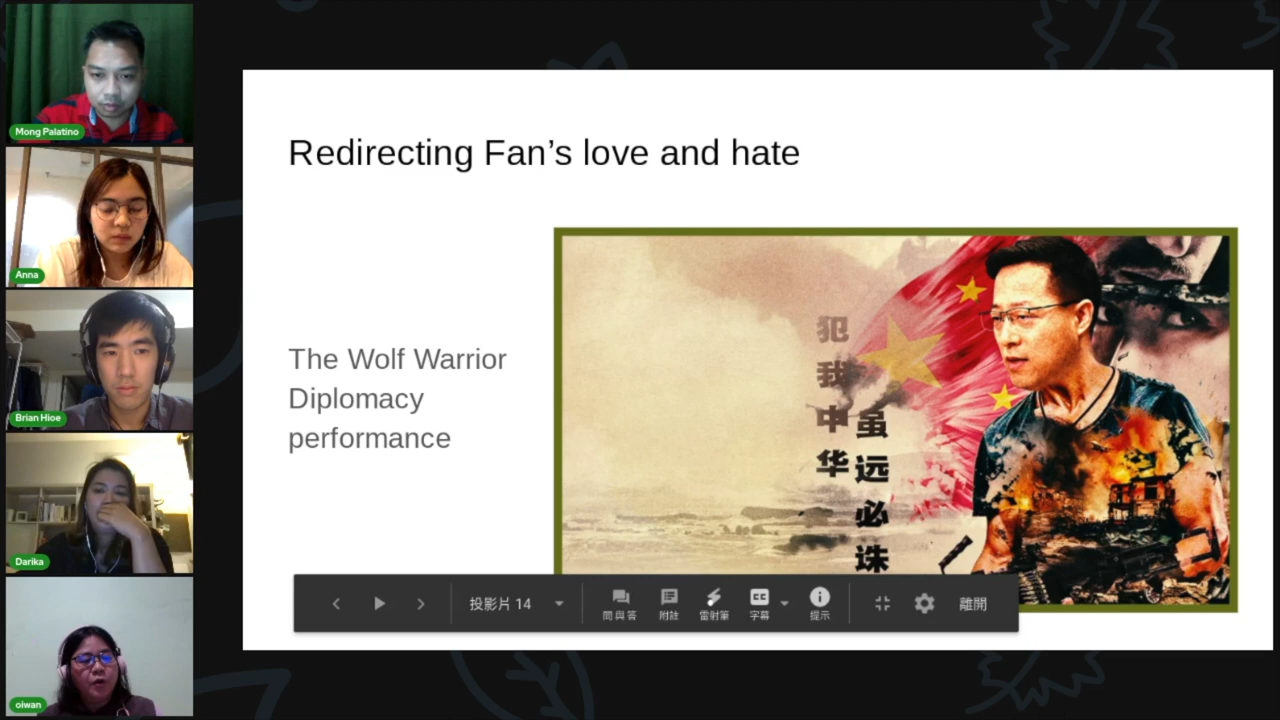 Mong Palatino
Anna
Brian Hioe
Darika
oiwan
Redirecting Fan’s love and hate
The Wolf Warrior
Diplomacy
performance
犯我中华
虽远必珠
投影片 14
問與答
附註
雷射筆
CC
字幕
提示
離開